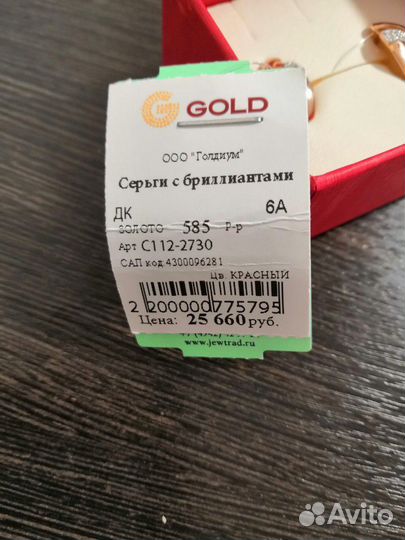 GOLD
ООО "Голдиум"
Серьги с бриллиантами
ДК 6А
ЗОЛОТО 585 Р-р
Арт С112-2730
САП код 4300096281
Цв. КРАСНЫЙ
2 200000 775795
Цена: 25 660 руб.
www.jewtrad.ru
Avito